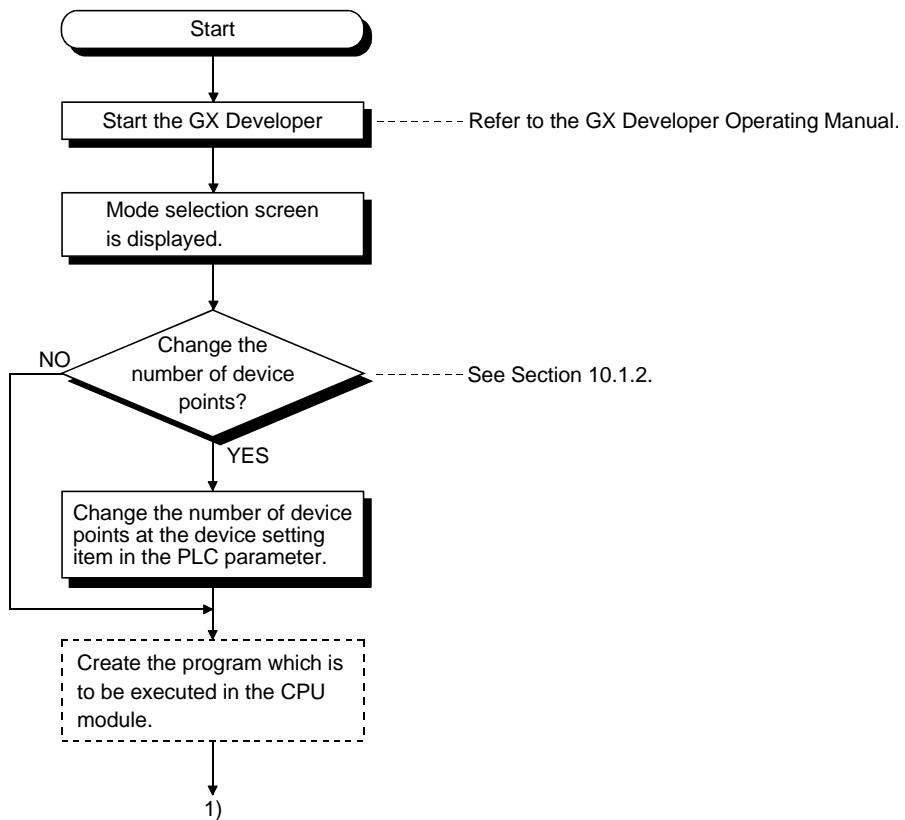 Start
Start the GX Developer
Refer to the GX Developer Operating Manual.
Mode selection screen
is displayed.
Change the
number of device
points?
NO
See Section 10.1.2.
YES
Change the number of device
points at the device setting
item in the PLC parameter.
Create the program which is
to be executed in the CPU
module.
1)